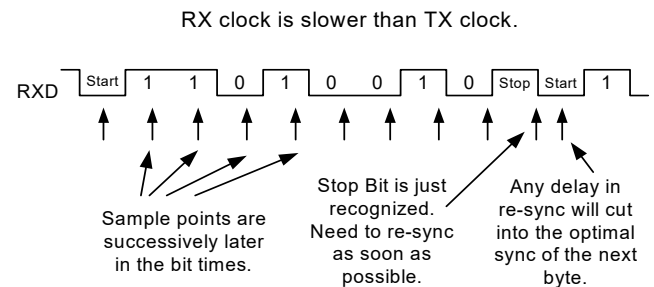 RX clock is slower than TX clock.
RXD Start 1 1 0 1 0 0 1 0 Stop Start 1
Sample points are
successively later
in the bit times.
Stop Bit is just
recognized.
Need to re-sync
as soon as
possible.
Any delay in
re-sync will cut
into the optimal
sync of the next
byte.